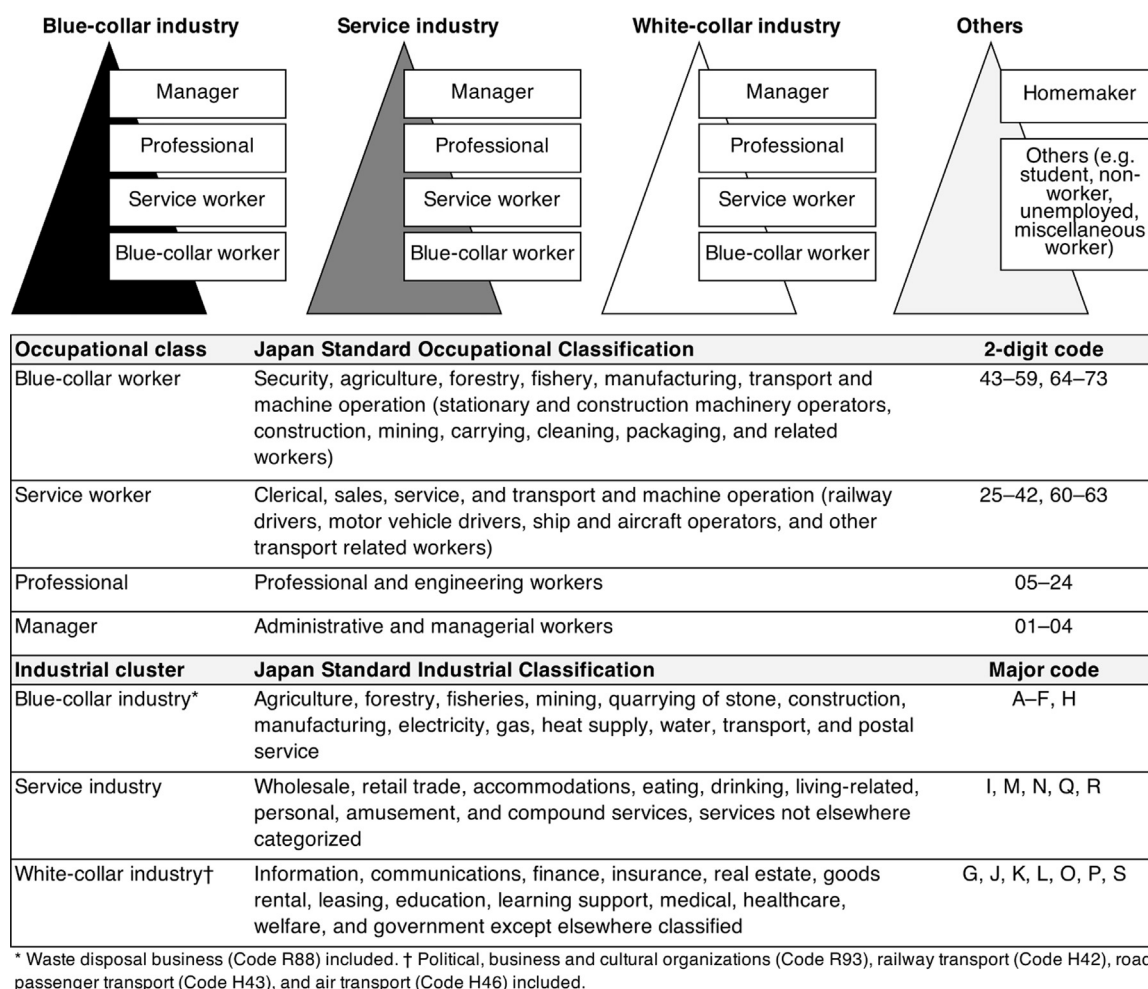 Blue-collar industry
Service industry
White-collar industry
Others
Manager
Professional
Service worker
Blue-collar worker
Manager
Professional
Service worker
Blue-collar worker
Manager
Professional
Service worker
Blue-collar worker
Homemaker
Others (e.g.
student, non-
worker,
unemployed,
miscellaneous
worker)
Occupational class Japan Standard Occupational Classification 2-digit code
Blue-collar worker Security, agriculture, forestry, fishery, manufacturing, transport and 43–59, 64–73
machine operation (stationary and construction machinery operators,
construction, mining, carrying, cleaning, packaging, and related
workers)
Service worker Clerical, sales, service, and transport and machine operation (railway 25–42, 60–63
drivers, motor vehicle drivers, ship and aircraft operators, and other
transport related workers)
Professional Professional and engineering workers 05–24
Manager Administrative and managerial workers 01–04
Industrial cluster Japan Standard Industrial Classification Major code
Blue-collar industry* Agriculture, forestry, fisheries, mining, quarrying of stone, construction, A–F, H
manufacturing, electricity, gas, heat supply, water, transport, and postal
service
Service industry Wholesale, retail trade, accommodations, eating, drinking, living-related, I, M, N, Q, R
personal, amusement, and compound services, services not elsewhere
categorized
White-collar industry† Information, communications, finance, insurance, real estate, goods G, J, K, L, O, P, S
rental, leasing, education, learning support, medical, healthcare,
welfare, and government except elsewhere classified
* Waste disposal business (Code R88) included. † Political, business and cultural organizations (Code R93), railway transport (Code H42), road
passenger transport (Code H43), and air transport (Code H46) included.